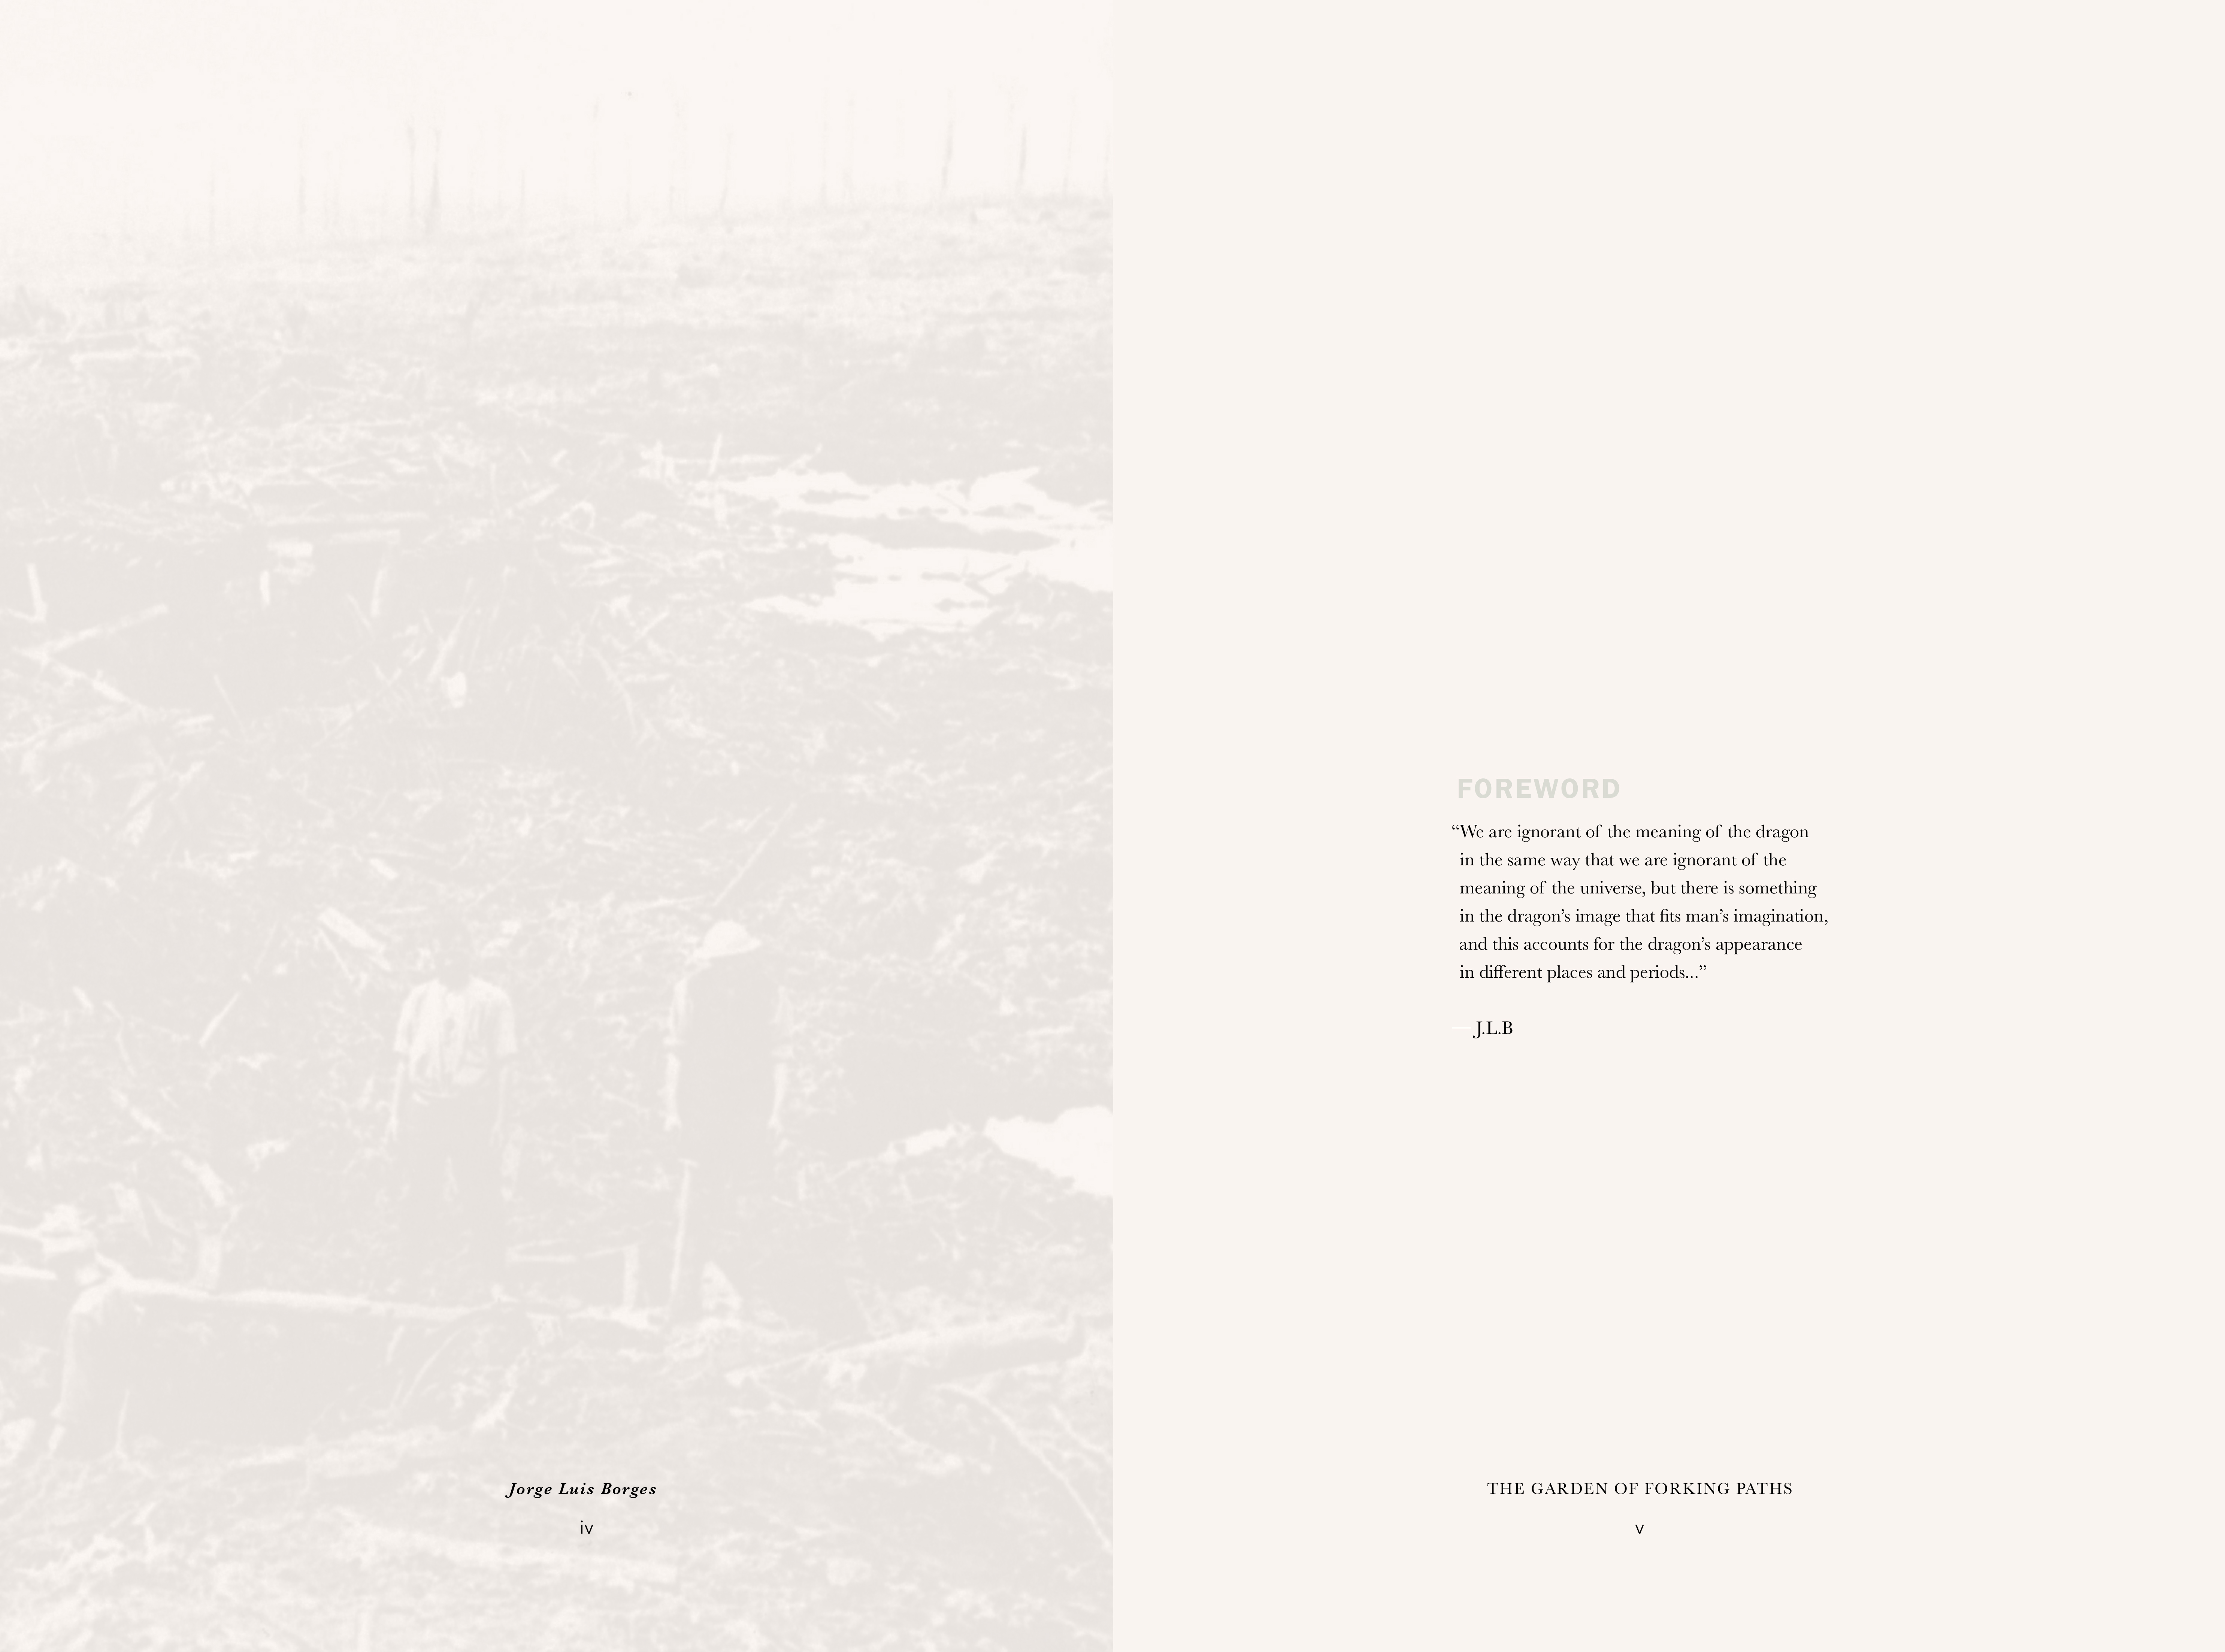 Jorge Luis Borges
iv
FOREWORD
“We are ignorant of the meaning of the dragon
in the same way that we are ignorant of the
meaning of the universe, but there is something
in the dragon’s image that fits man’s imagination,
and this accounts for the dragon’s appearance
in different places and periods...”
— J.L.B
THE GARDEN OF FORKING PATHS
v